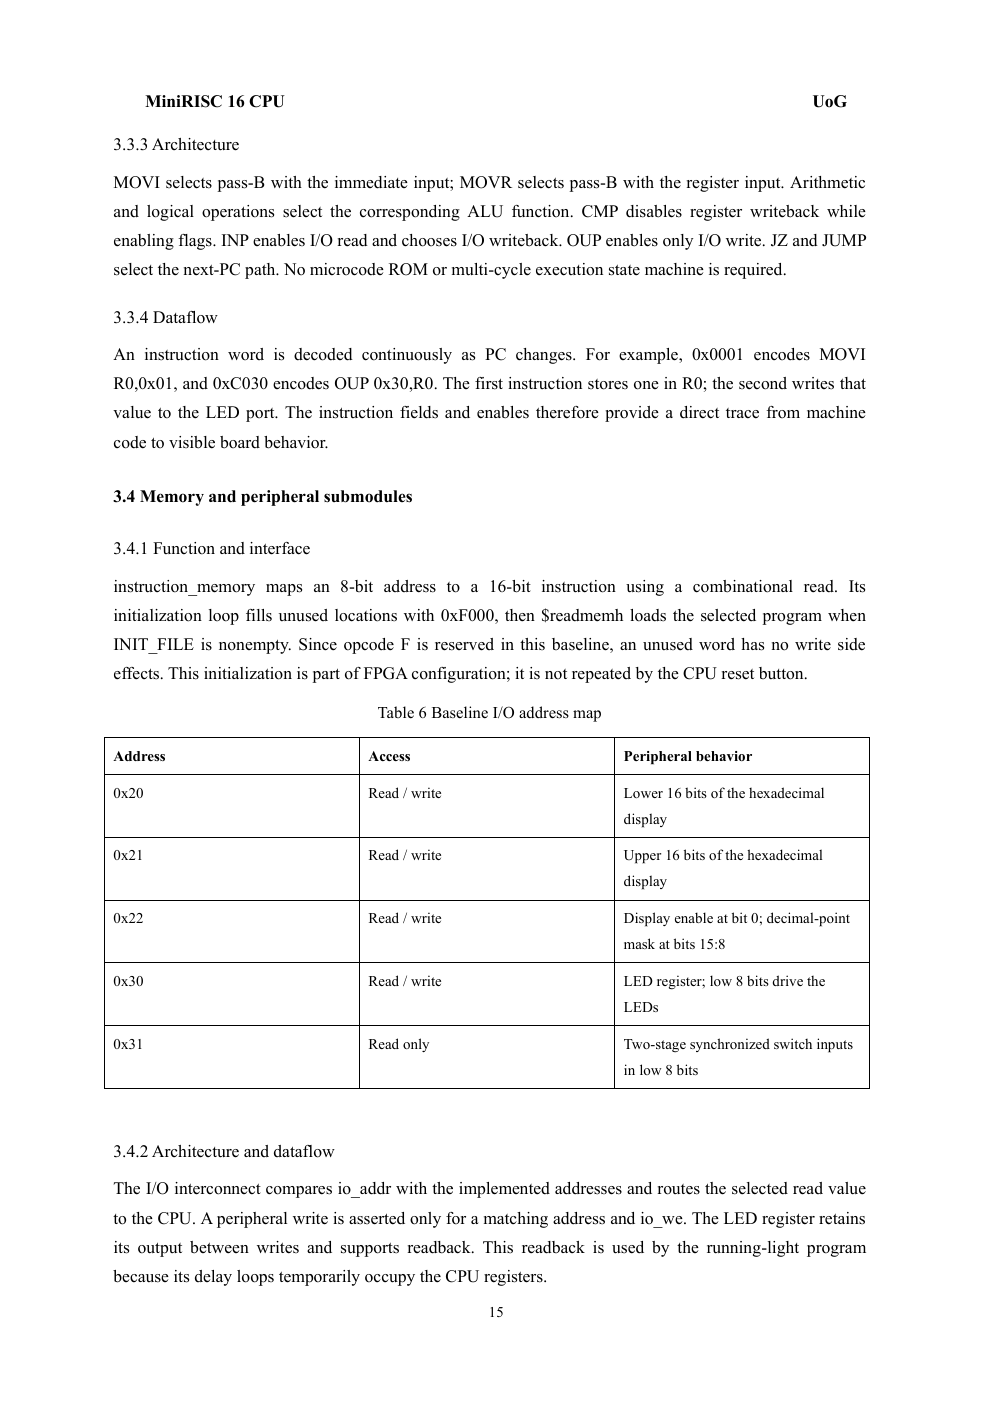 MiniRISC 16 CPU UoG
3.3.3 Architecture
MOVI selects pass-B with the immediate input; MOVR selects pass-B with the register input. Arithmetic
and logical operations select the corresponding ALU function. CMP disables register writeback while
enabling flags. INP enables I/O read and chooses I/O writeback. OUP enables only I/O write. JZ and JUMP
select the next-PC path. No microcode ROM or multi-cycle execution state machine is required.
3.3.4 Dataflow
An instruction word is decoded continuously as PC changes. For example, 0x0001 encodes MOVI
R0,0x01, and 0xC030 encodes OUP 0x30,R0. The first instruction stores one in R0; the second writes that
value to the LED port. The instruction fields and enables therefore provide a direct trace from machine
code to visible board behavior.
3.4 Memory and peripheral submodules
3.4.1 Function and interface
instruction_memory maps an 8-bit address to a 16-bit instruction using a combinational read. Its
initialization loop fills unused locations with 0xF000, then $readmemh loads the selected program when
INIT_FILE is nonempty. Since opcode F is reserved in this baseline, an unused word has no write side
effects. This initialization is part of FPGA configuration; it is not repeated by the CPU reset button.
Table 6 Baseline I/O address map
Address Access Peripheral behavior
0x20 Read / write Lower 16 bits of the hexadecimal
display
0x21 Read / write Upper 16 bits of the hexadecimal
display
0x22 Read / write Display enable at bit 0; decimal-point
mask at bits 15:8
0x30 Read / write LED register; low 8 bits drive the
LEDs
0x31 Read only Two-stage synchronized switch inputs
in low 8 bits
3.4.2 Architecture and dataflow
The I/O interconnect compares io_addr with the implemented addresses and routes the selected read value
to the CPU. A peripheral write is asserted only for a matching address and io_we. The LED register retains
its output between writes and supports readback. This readback is used by the running-light program
because its delay loops temporarily occupy the CPU registers.
15